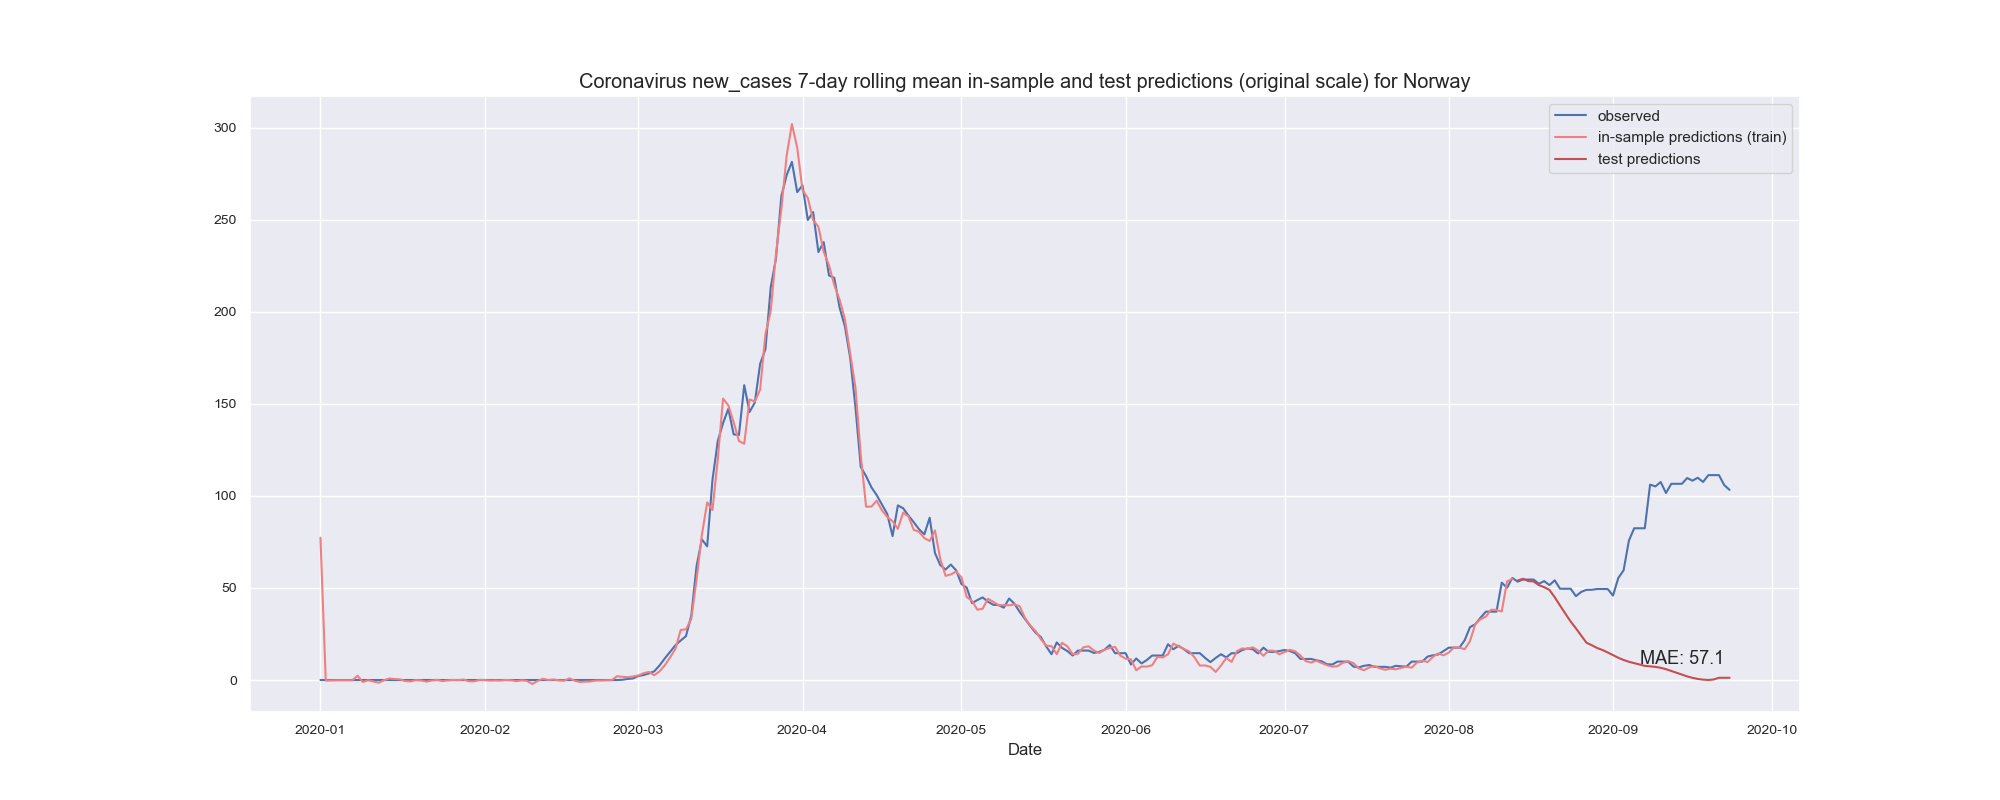 Coronavirus new_cases 7-day rolling mean in-sample and test predictions (original scale) for Norway
observed
in-sample predictions (train)
test predictions
300
250
200
150
100
50
0
MAE: 57.1
2020-01 2020-02 2020-03 2020-04 2020-05 2020-06 2020-07 2020-08 2020-09 2020-10
Date